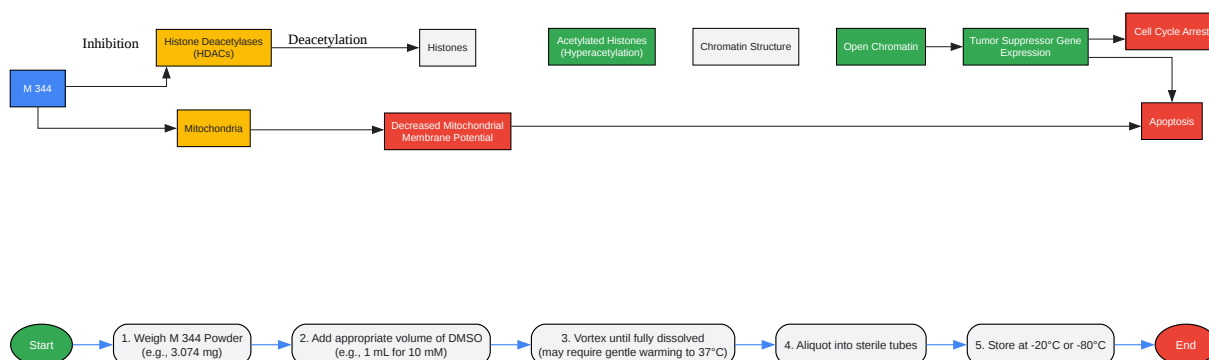 Inhibition
Histone Deacetylases
(HDACs)
Deacetylation
Histones
Acetylated Histones
(Hyperacetylation)
Chromatin Structure
Open Chromatin
Tumor Suppressor Gene
Expression
Cell Cycle Arrest
M 344
Mitochondria
Decreased Mitochondrial
Membrane Potential
Apoptosis
Start
1. Weigh M 344 Powder
(e.g., 3.074 mg)
2. Add appropriate volume of DMSO
(e.g., 1 mL for 10 mM)
3. Vortex until fully dissolved
(may require gentle warming to 37°C)
4. Aliquot into sterile tubes
5. Store at -20°C or -80°C
End